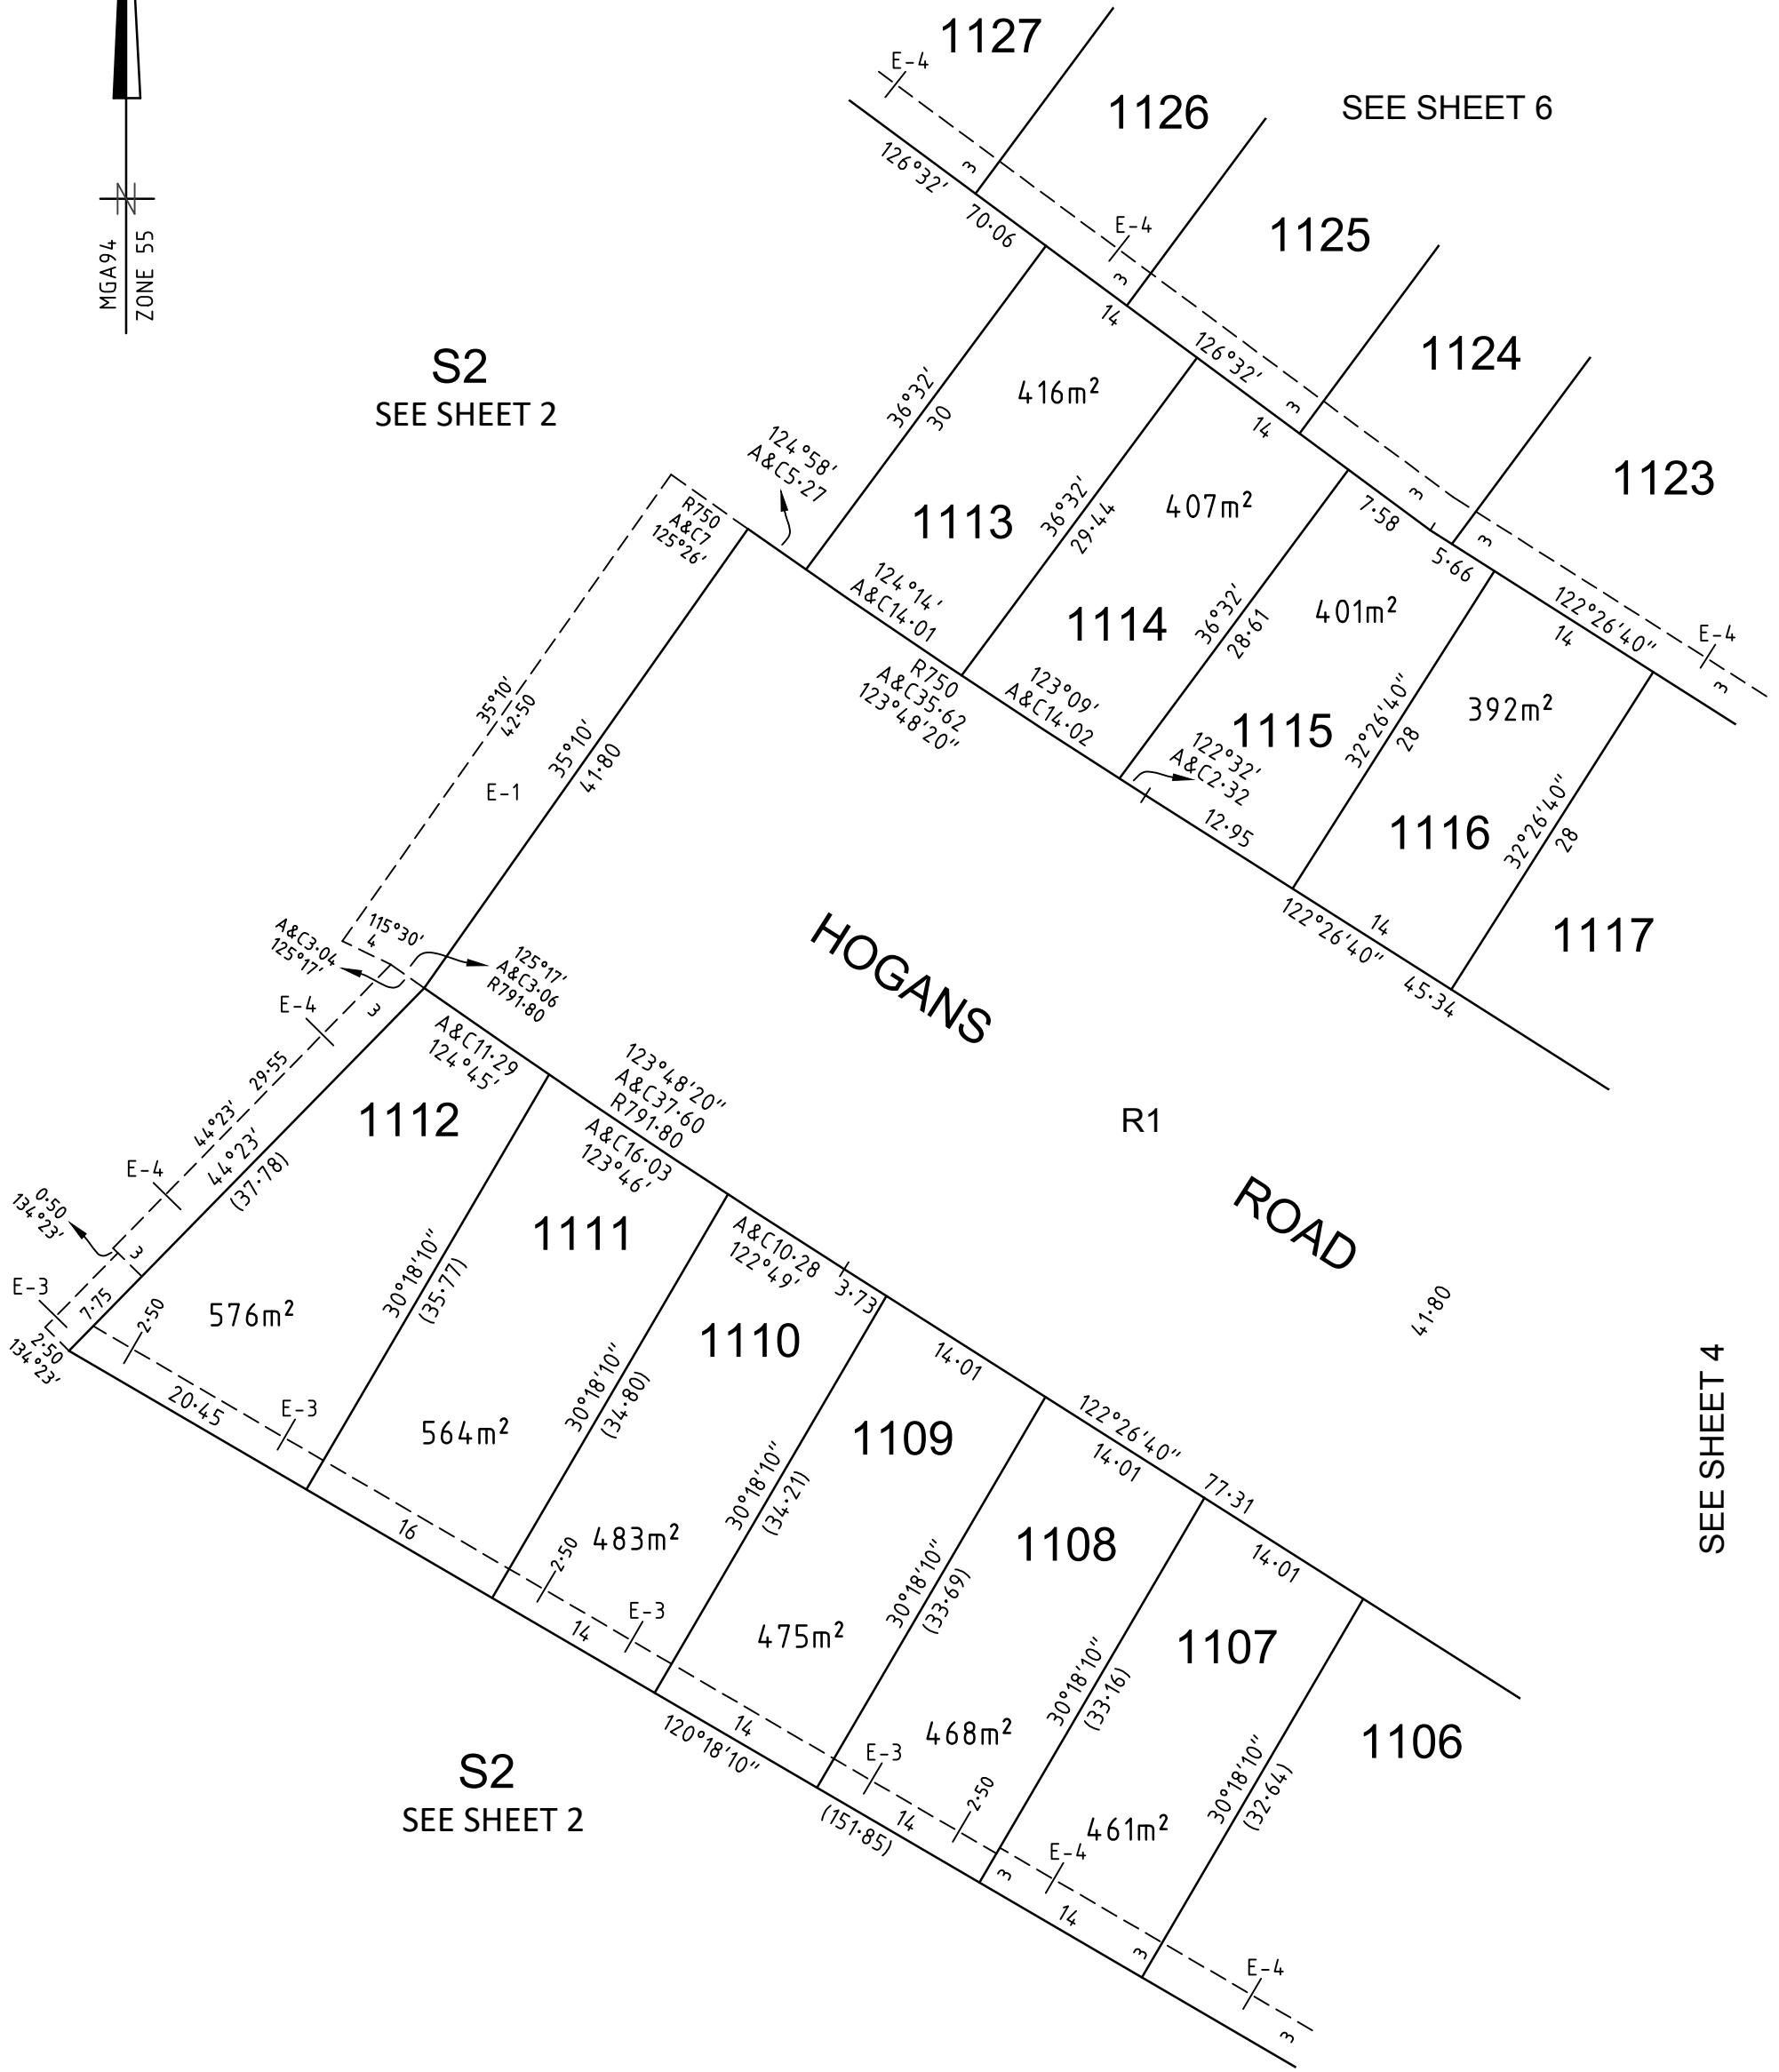 1127
E-4
1126
SEE SHEET 6
126°32'
3
70·06
E-4
3
1125
MGA94
ZONE 55
N
14
126°32'
1124
S2
SEE SHEET 2
36°32'
30
416m²
3
14
1123
124°58'
A&C5·27
R750
A&C7
125°26'
1113
36°32'
29·44
407m²
3
7·58
3
5·66
124°14'
A&C14·01
1114
36°32'
28·61
401m²
122°26'40"
14
E-4
3
R750
A&C35·62
123°48'20"
123°09'
A&C14·02
35°10'
42·50
35°10'
41·80
1115
122°32'
A&C2·32
32°26'40"
28
392m²
E-1
12·95
1116
32°26'40"
28
14
122°26'40"
45·34
1117
115°30'
4
A&C3·04
125°17'
125°17'
A&C3·06
R791·80
HOGANS
E-4
3
A&C11·29
124°45'
29·55
44°23'
123°48'20"
A&C37·60
R791·80
1112
R1
44°23'
(37·78)
A&C16·03
123°46'
E-4
ROAD
0·50
134°23'
3
1111
30°18'10"
(35·77)
A&C10·28
122°49'
3·73
E-3
7·75
2·50
576m²
41·80
2·50
134°23'
1110
14·01
SEE SHEET 4
20·45
E-3
30°18'10"
(34·80)
564m²
1109
122°26'40"
14·01
77·31
16
30°18'10"
(34·21)
483m²
2·50
1108
14·01
E-3
14
475m²
30°18'10"
(33·69)
1107
14
120°18'10"
30°18'10"
(33·16)
468m²
1106
S2
SEE SHEET 2
E-3
2·50
14
(151·85)
30°18'10"
(32·64)
461m²
E-4
3
14
3
E-4
3